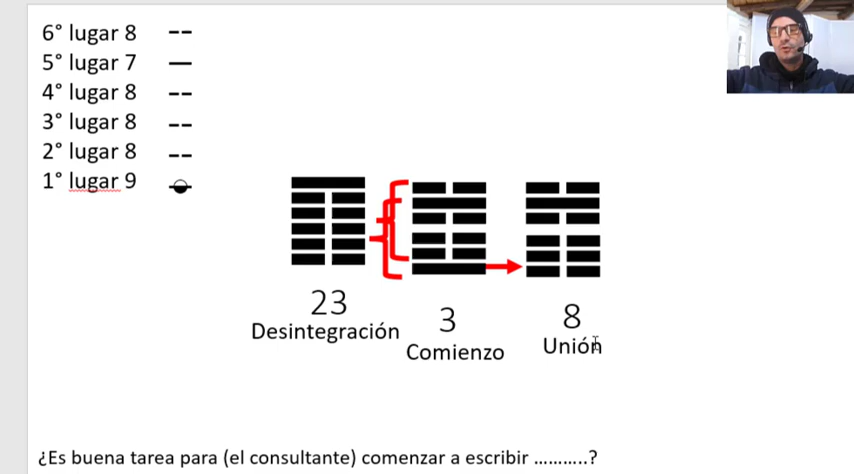 6° lugar 8 --
5° lugar 7 —
4° lugar 8 --
3° lugar 8 --
2° lugar 8 --
1° lugar 9
23
Desintegración
3
Comienzo
8
Unión
¿Es buena tarea para (el consultante) comenzar a escribir ...........?